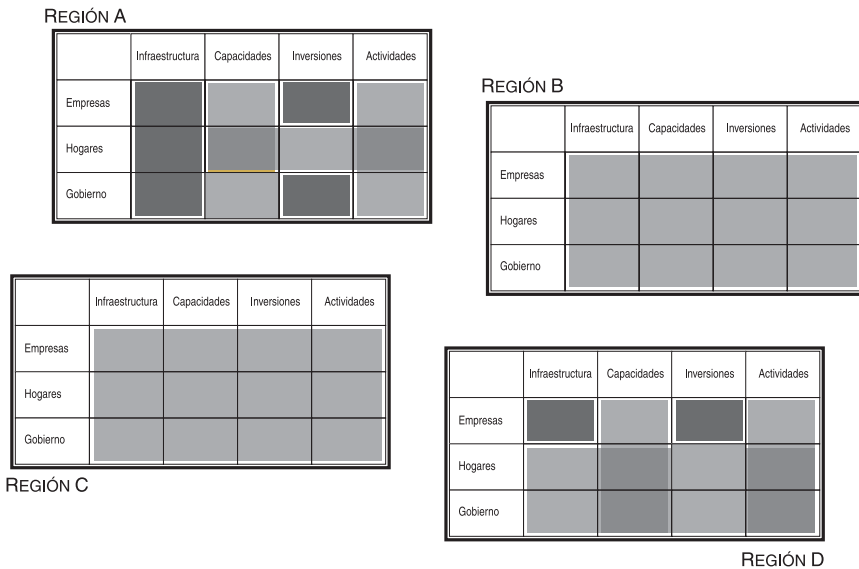 REGIÓN A
Infraestructura Capacidades Inversiones Actividades
Empresas
Hogares
Gobierno
REGIÓN B
Infraestructura Capacidades Inversiones Actividades
Empresas
Hogares
Gobierno
Infraestructura Capacidades Inversiones Actividades
Empresas
Hogares
Gobierno
REGIÓN C
Infraestructura Capacidades Inversiones Actividades
Empresas
Hogares
Gobierno
REGIÓN D